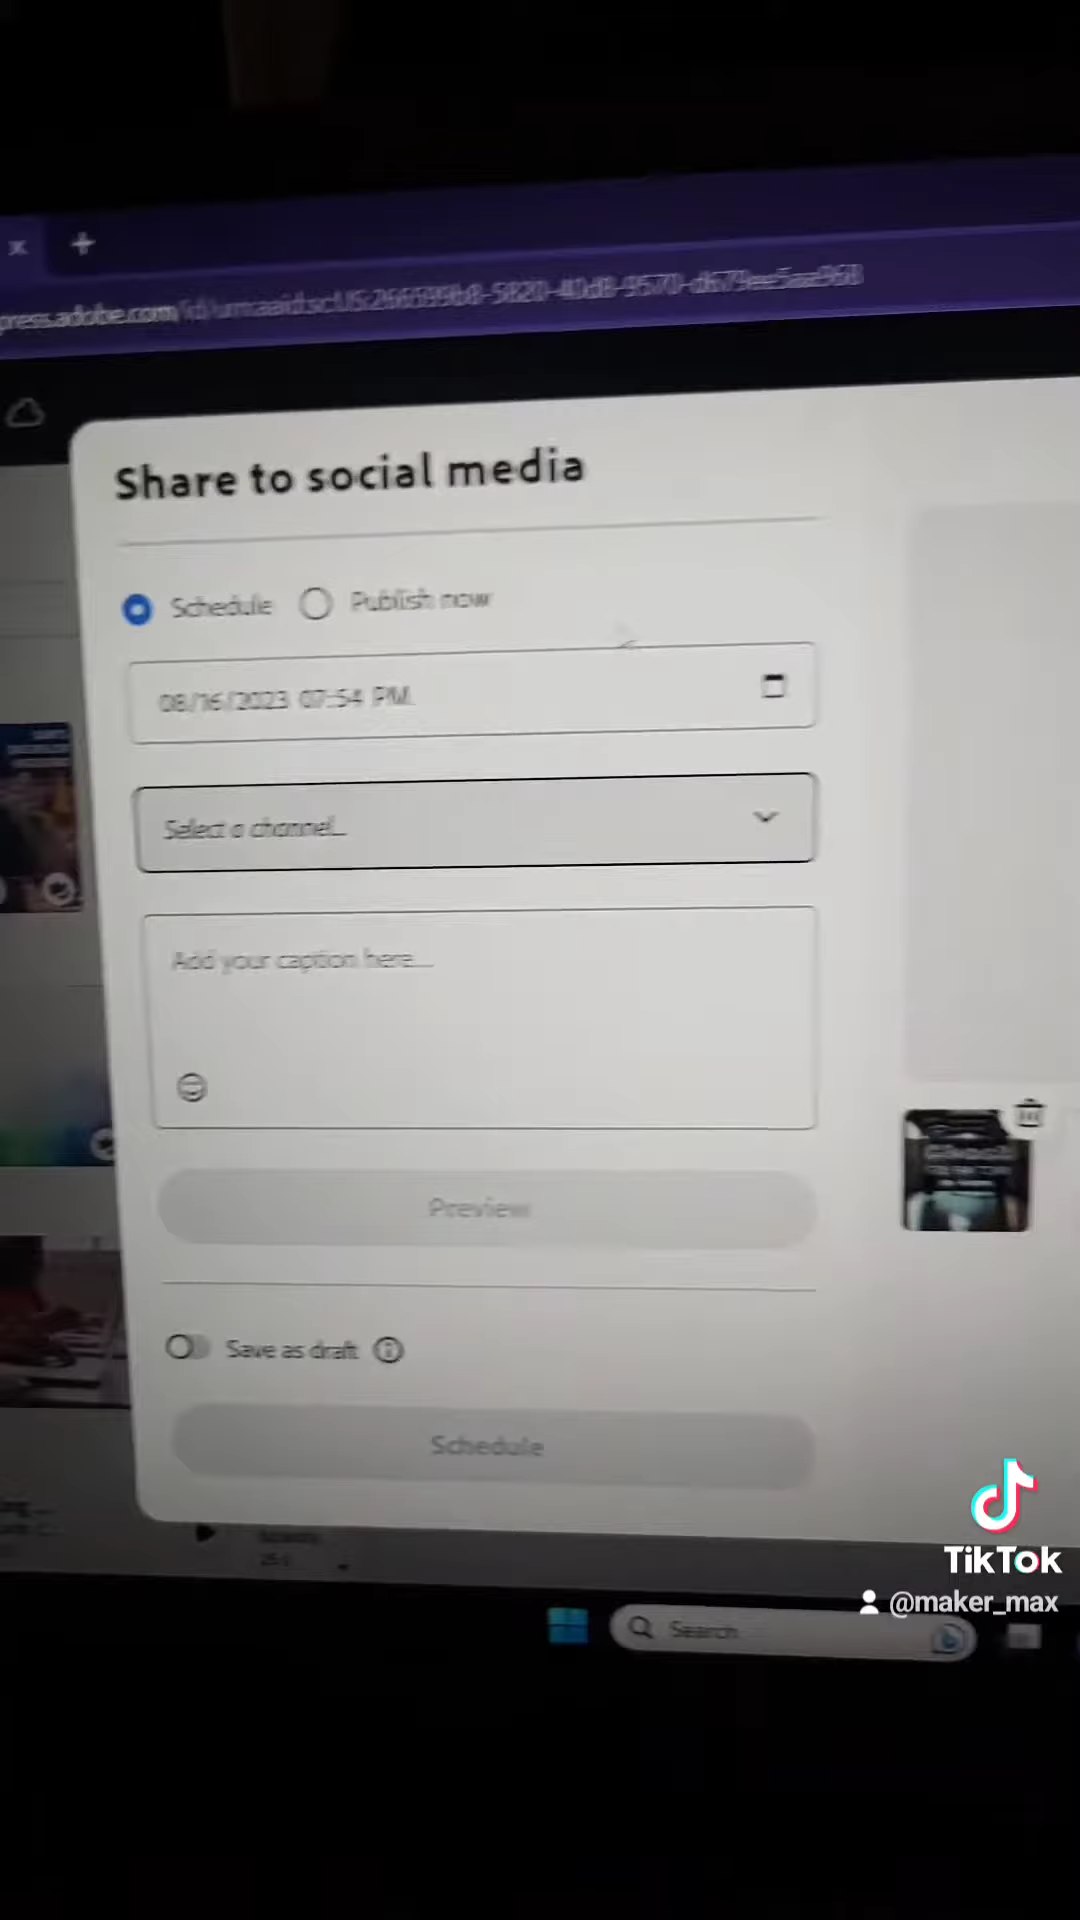 Share to social media
Schedule
Publish now
08/16/2023 07:54 PM
Select a channel...
Add your caption here...
Preview
Save as draft
Schedule
TikTok
@maker_max
Search